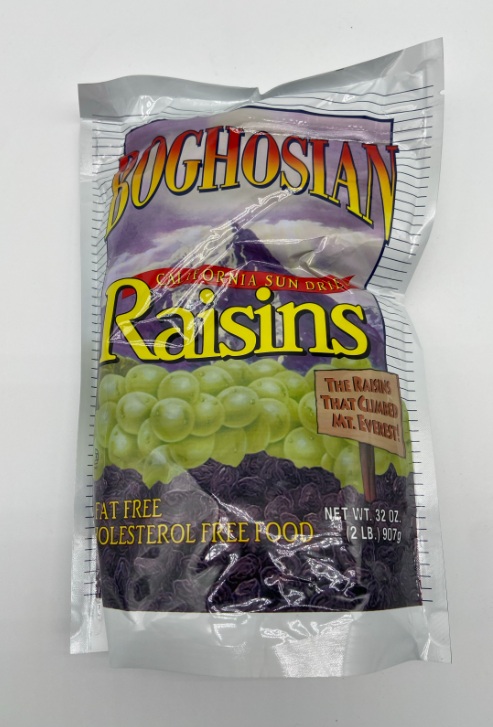 BOGHOSIAN
CALIFORNIA SUN DRIED
Raisins
THE RAISINS
THAT CLIMBED
MT. EVEREST!
FAT FREE
CHOLESTEROL FREE FOOD
NET WT. 32 OZ.
(2 LB.) 907g